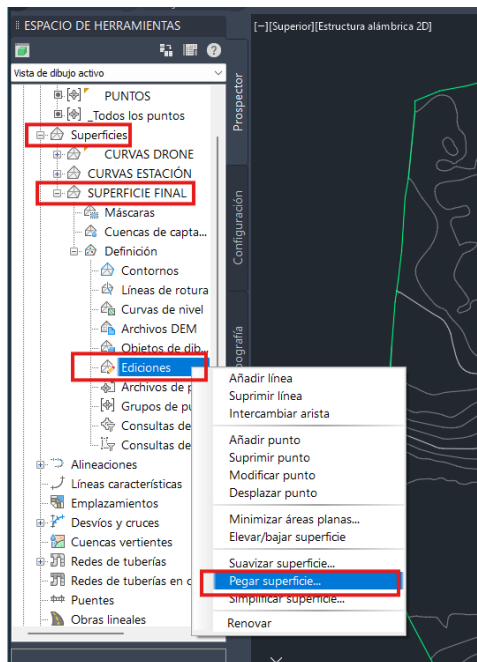 ESPACIO DE HERRAMIENTAS
[−][Superior][Estructura alámbrica 2D]
Vista de dibujo activo
Prospector
Configuración
PUNTOS
_Todos los puntos
Superficies
CURVAS DRONE
CURVAS ESTACIÓN
SUPERFICIE FINAL
Máscaras
Cuencas de capta...
Definición
Contornos
Líneas de rotura
Curvas de nivel
Archivos DEM
Objetos de dib
Ediciones
Archivos de
Grupos de
Consultas de
Consultas de
Alineaciones
Líneas características
Emplazamientos
Desvíos y cruces
Cuencas vertientes
Redes de tuberías
Redes de tuberías en
Puentes
Obras lineales
Añadir línea
Suprimir línea
Intercambiar arista
Añadir punto
Suprimir punto
Modificar punto
Desplazar punto
Minimizar áreas planas...
Elevar/bajar superficie
Suavizar superficie...
Pegar superficie...
Simplificar superficie...
Renovar